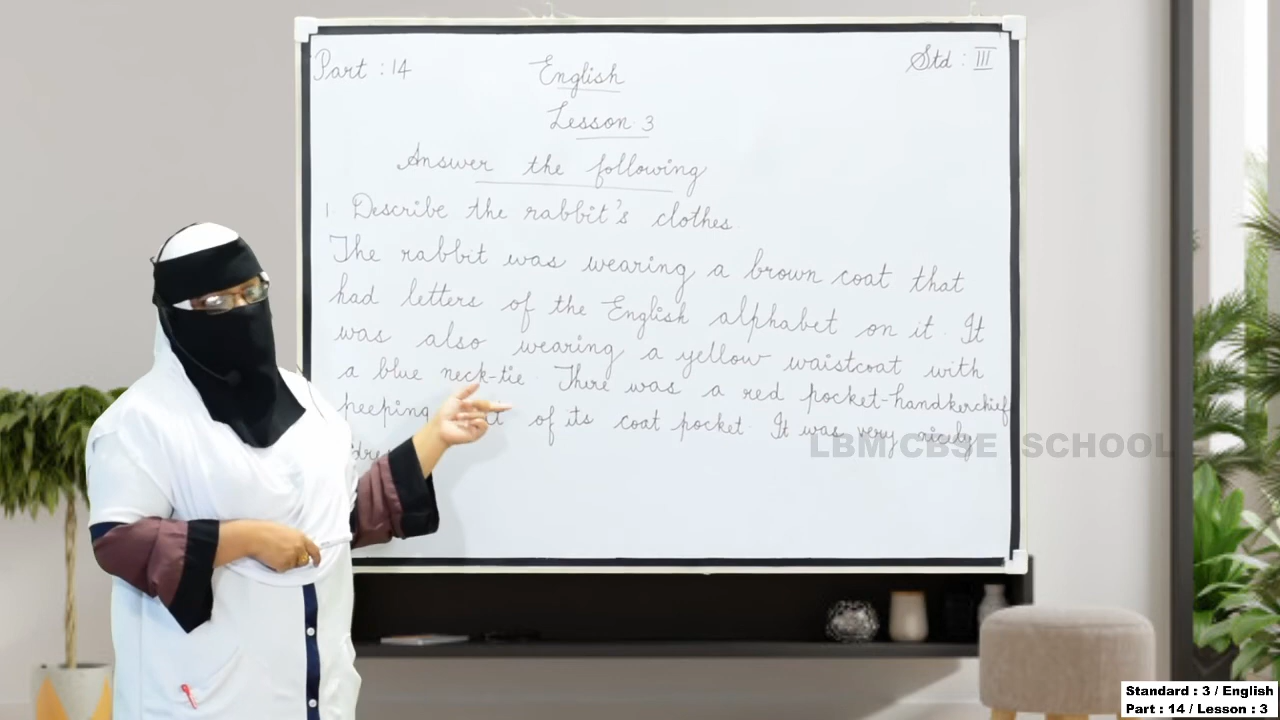 Part : 14
English
Std : III
Lesson 3
Answer the following
1 Describe the rabbit's clothes
The rabbit was wearing a brown coat that
had letters of the English alphabet on it. It
was also wearing a yellow waistcoat with
a blue neck-tie. There was a red pocket-handkerchief
peeping of its coat pocket. It was very nicely
LBM CBSE SCHOOL
Standard : 3 / English
Part : 14 / Lesson : 3